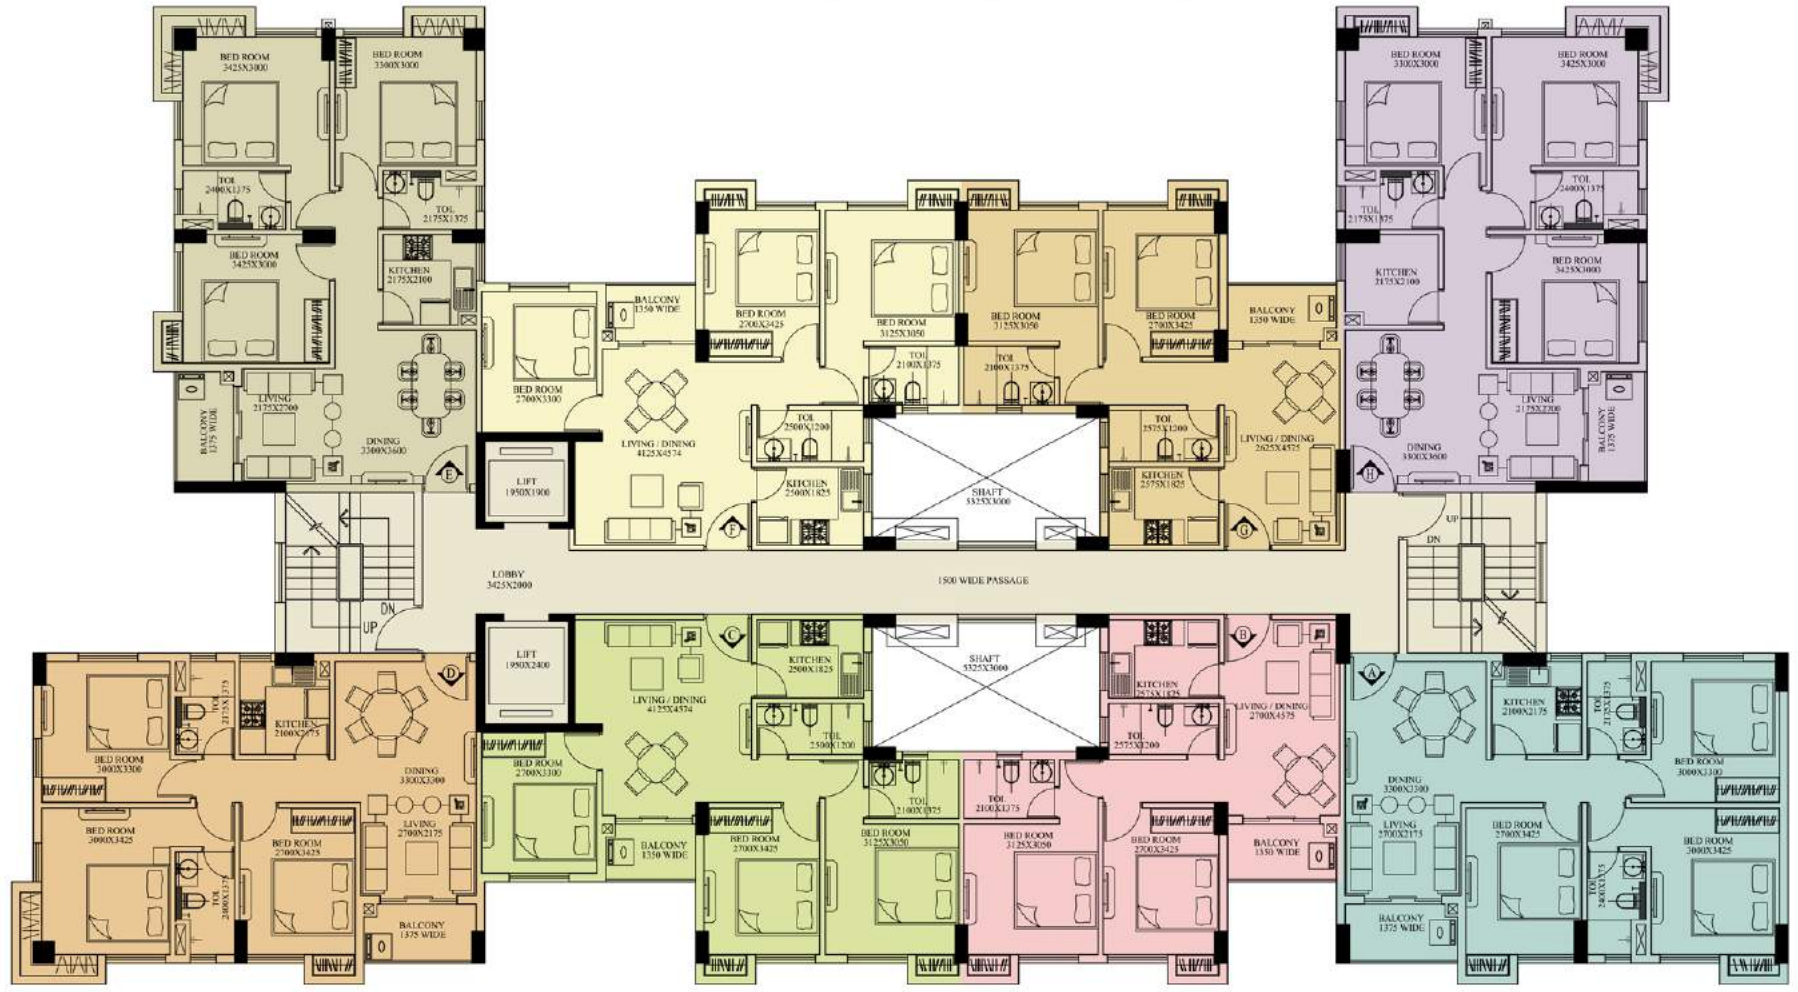 BED ROOM
3425X3000
BED ROOM
3300X3000
TOI.
2400X1375
TOI.
2175X1375
BED ROOM
3425X3000
KITCHEN
2175X2100
LIVING
2175X2700
BALCONY
1375 WIDE
DINING
3300X3600
E
BED ROOM
2700X3300
BALCONY
1350 WIDE
BED ROOM
2700X3425
BED ROOM
3125X3050
TOI.
2100X1375
LIVING / DINING
4125X4574
TOI.
2500X1200
KITCHEN
2500X1825
F
LIFT
1950X1900
BED ROOM
3125X3050
BED ROOM
2700X3425
BALCONY
1350 WIDE
TOI.
2100X1375
TOI.
2575X1200
LIVING / DINING
2625X4575
KITCHEN
2575X1825
G
SHAFT
5325X3000
BED ROOM
3300X3000
BED ROOM
3425X3000
TOI.
2175X1375
TOI.
2400X1375
KITCHEN
2175X2100
BED ROOM
3425X3000
LIVING
2175X2700
BALCONY
1375 WIDE
DINING
3300X3600
H
UP
DN
LOBBY
3425X2000
1500 WIDE PASSAGE
DN
UP
BED ROOM
3000X3300
TOI.
2175X1375
KITCHEN
2100X2175
D
DINING
3300X3300
BED ROOM
3000X3425
TOI.
2400X1375
BED ROOM
2700X3425
LIVING
2700X2175
BALCONY
1375 WIDE
LIFT
1950X2400
C
KITCHEN
2500X1825
LIVING / DINING
4125X4574
TOI.
2500X1200
BED ROOM
2700X3300
BALCONY
1350 WIDE
TOI.
2100X1375
BED ROOM
2700X3425
BED ROOM
3125X3050
SHAFT
5325X3000
B
KITCHEN
2575X1825
LIVING / DINING
2700X4575
TOI.
2575X1200
TOI.
2100X1375
BED ROOM
3125X3050
BED ROOM
2700X3425
BALCONY
1350 WIDE
A
KITCHEN
2100X2175
TOI.
2175X1375
BED ROOM
3000X3300
DINING
3300X3300
LIVING
2700X2175
BED ROOM
2700X3425
TOI.
2400X1375
BED ROOM
3000X3425
BALCONY
1375 WIDE